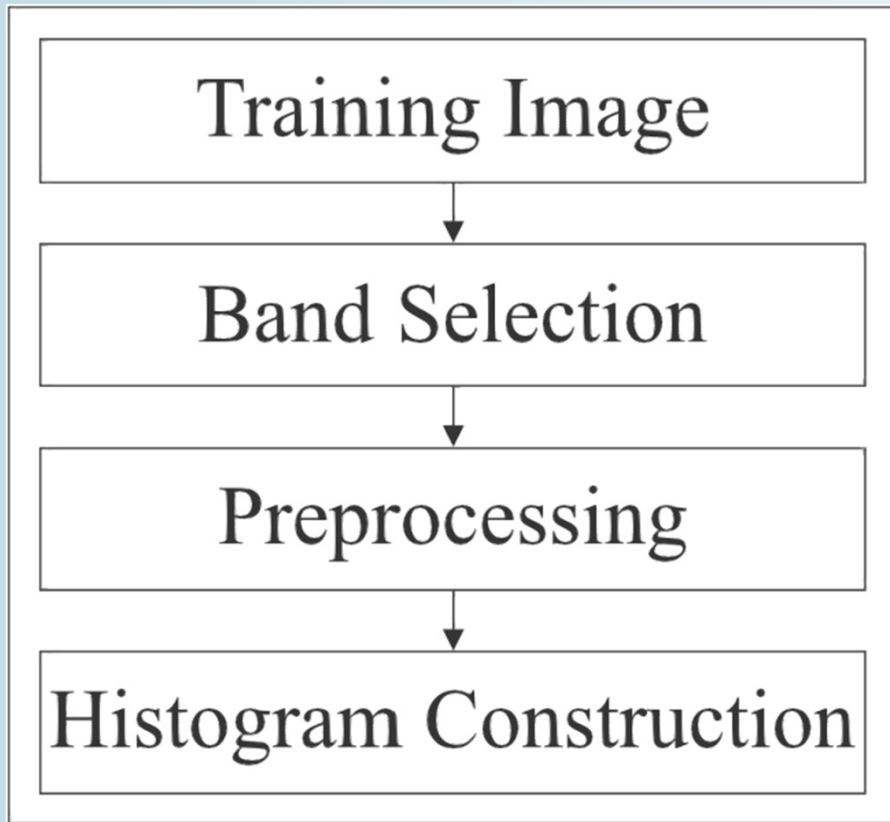 Training Image
Band Selection
Preprocessing
Histogram Construction